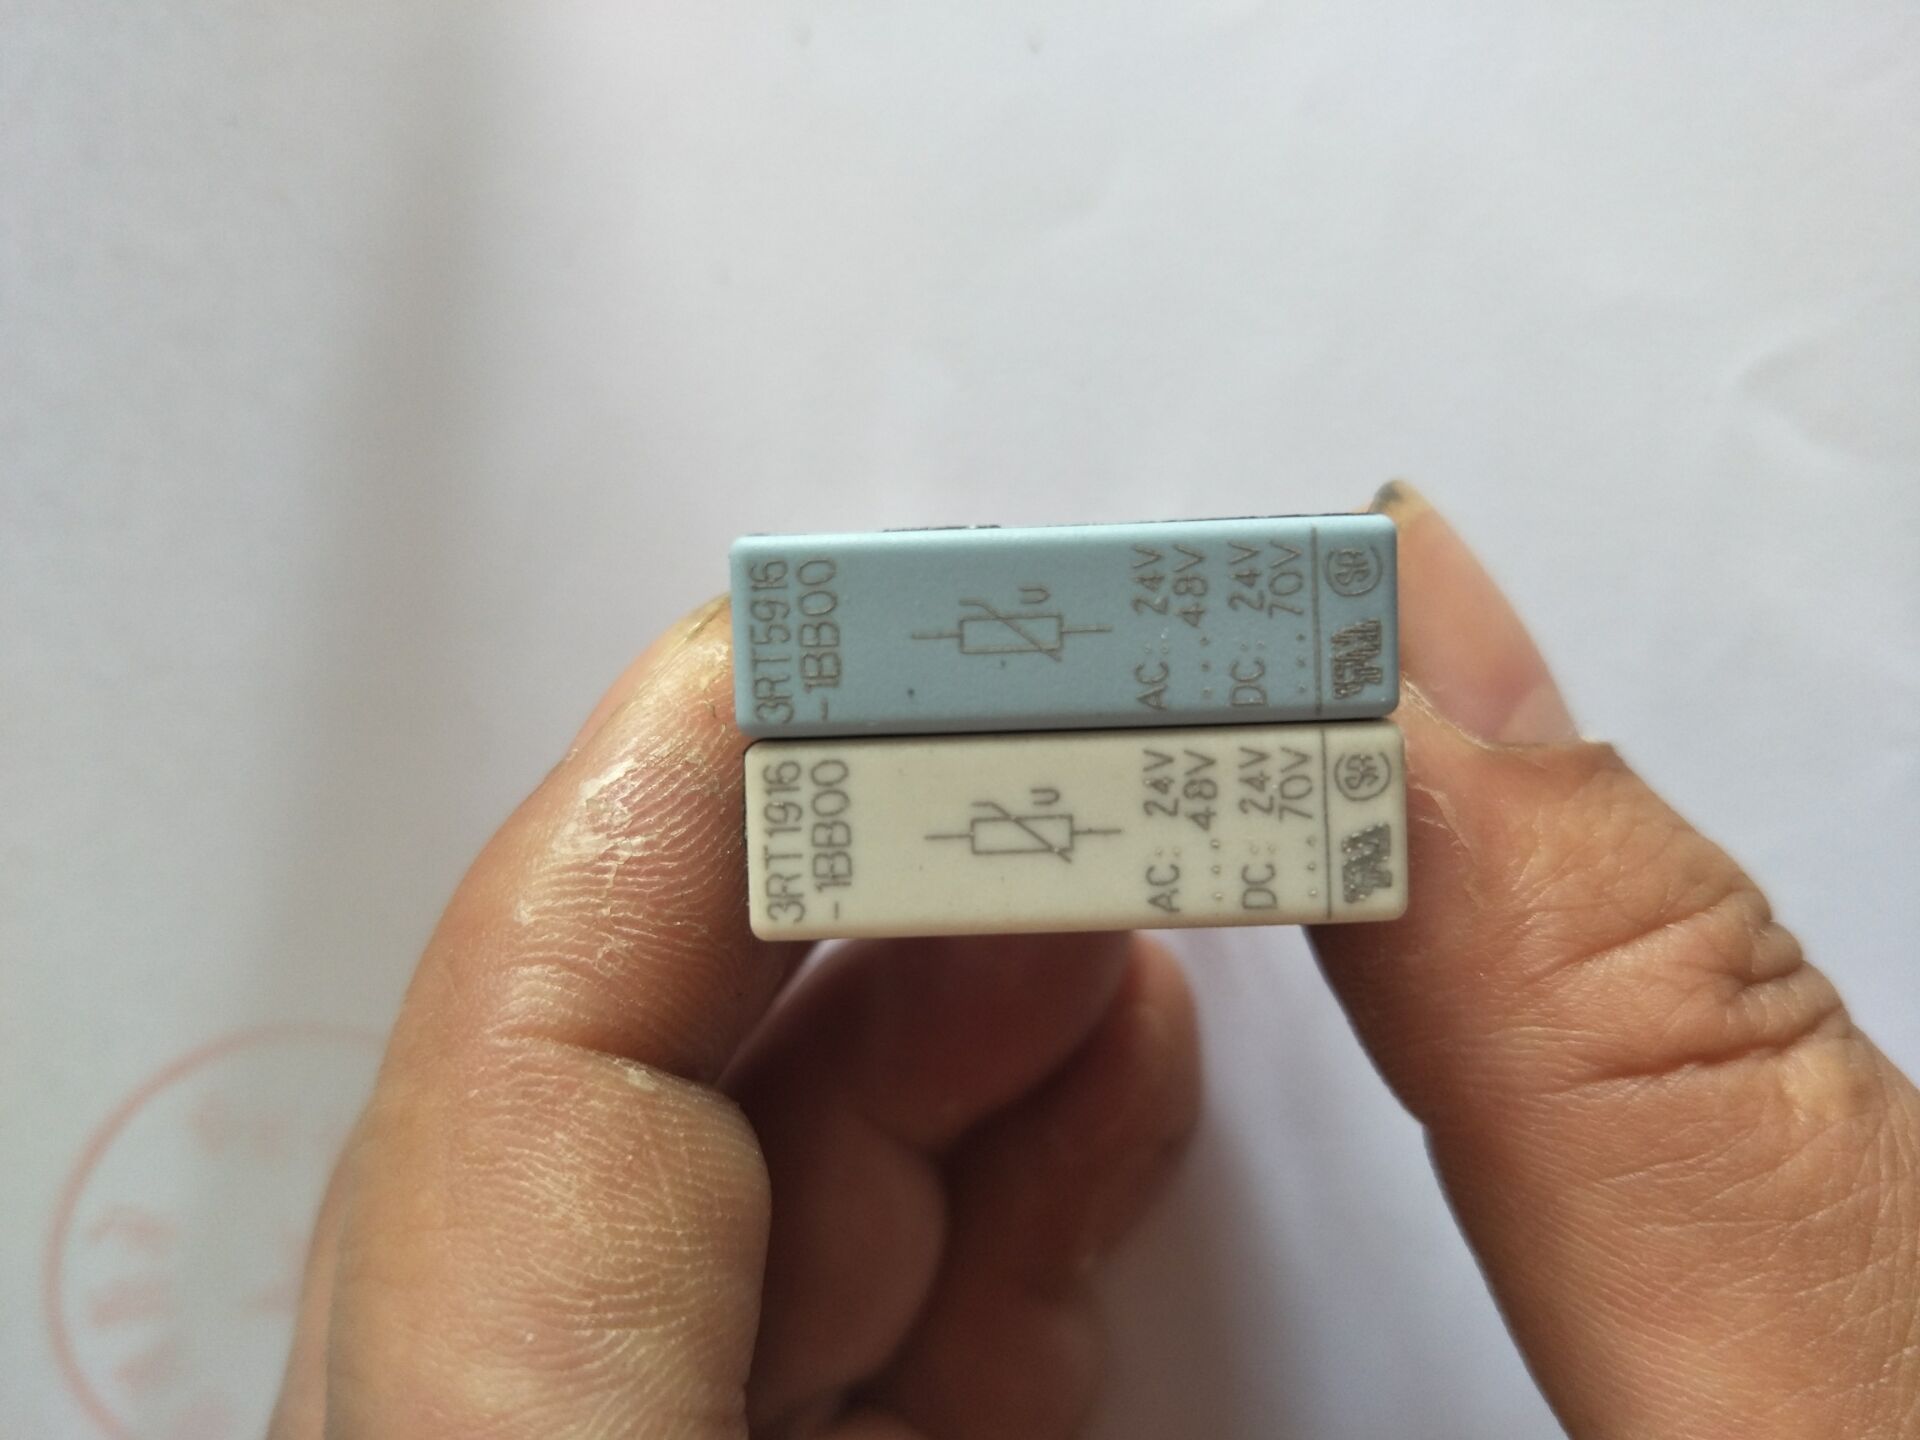 3RT5916
-1BB00
U
AC: 24V
...48V
DC: 24V
...70V
3RT1916
-1BB00
U
AC: 24V
...48V
DC: 24V
...70V